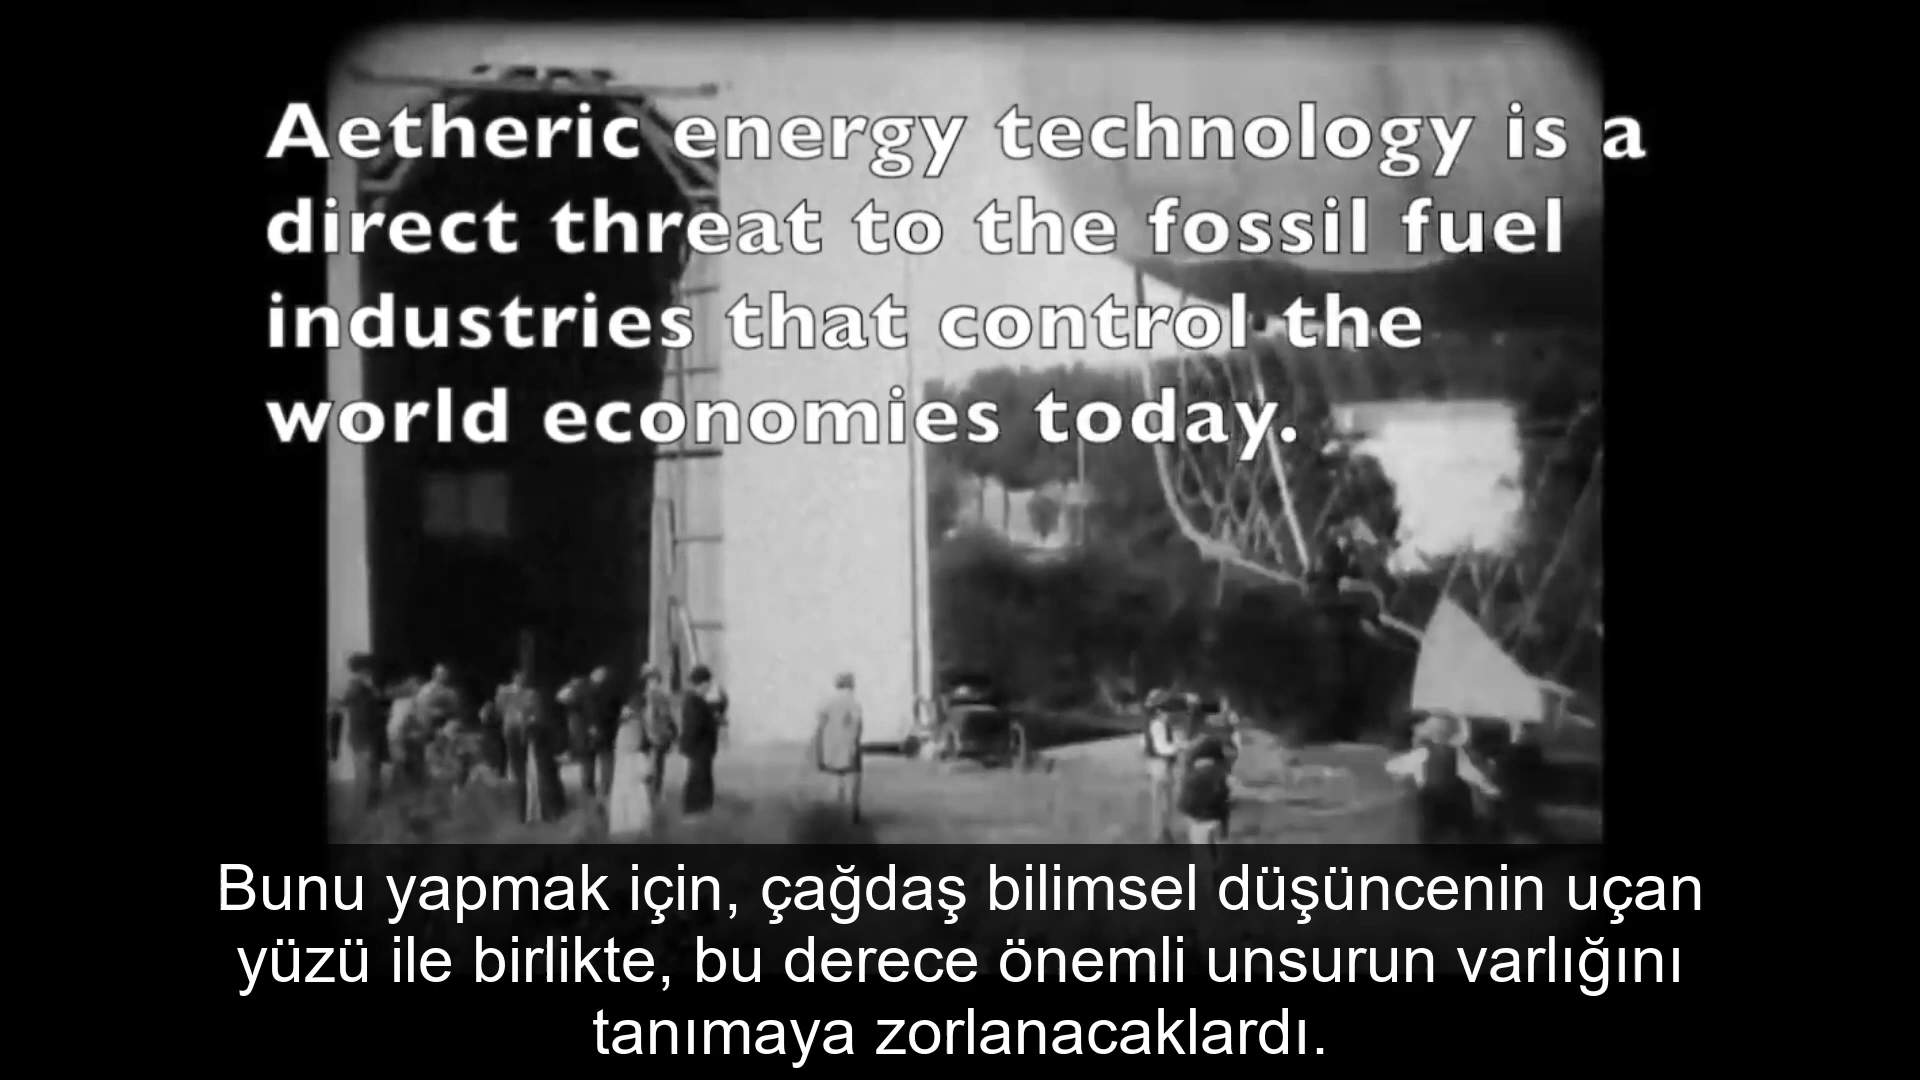 Aetheric energy technology is a
direct threat to the fossil fuel
industries that control the
world economies today.
Bunu yapmak için, çağdaş bilimsel düşüncenin uçan
yüzü ile birlikte, bu derece önemli unsurun varlığını
tanımaya zorlanacaklardı.